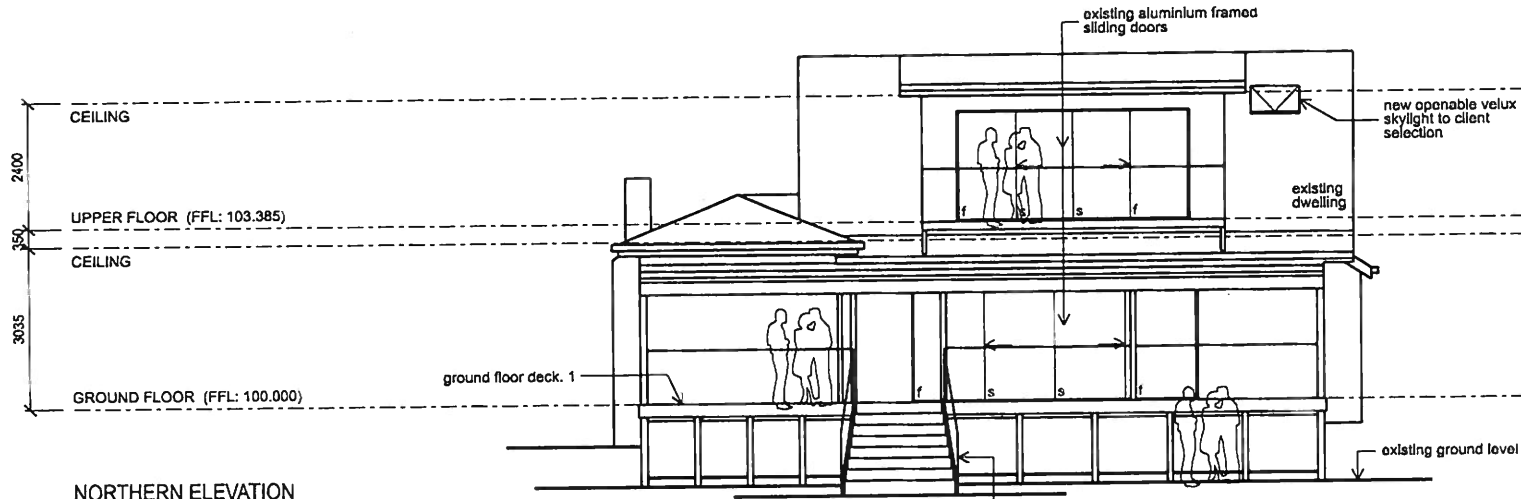 existing aluminium framed
sliding doors
CEILING
new openable velux
skylight to client
selection
2400
existing
dwelling
UPPER FLOOR (FFL: 103.385)
f
s
s
f
350
CEILING
3035
ground floor deck. 1
GROUND FLOOR (FFL: 100.000)
f
s
s
f
existing ground level
NORTHERN ELEVATION